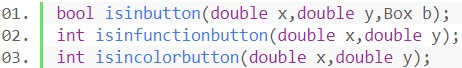 01. bool isinbutton(double x,double y,Box b);
02. int isinfunctionbutton(double x,double y);
03. int isincolorbutton(double x,double y);